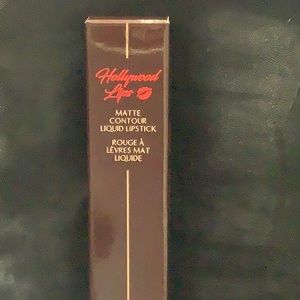 Hollywood
Lips
MATTE
CONTOUR
LIQUID LIPSTICK
ROUGE À
LÈVRES MAT
LIQUIDE